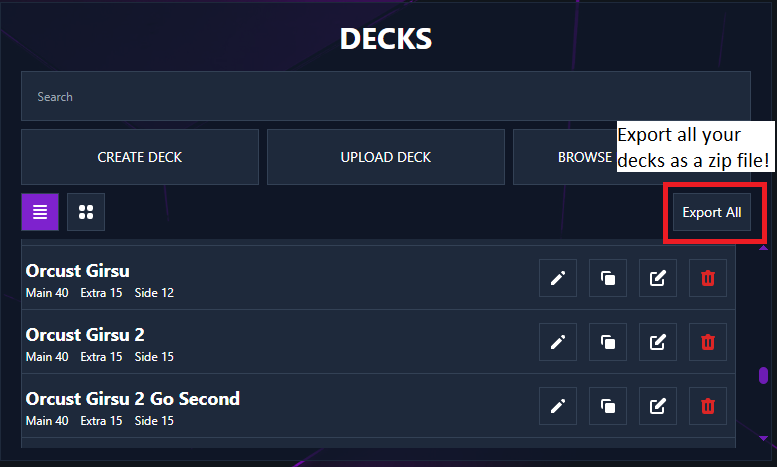 DECKS
Search
CREATE DECK
UPLOAD DECK
BROWSE
Export all your
decks as a zip file!
Export All
Orcust Girsu
Main 40 Extra 15 Side 12
Orcust Girsu 2
Main 40 Extra 15 Side 15
Orcust Girsu 2 Go Second
Main 40 Extra 15 Side 15